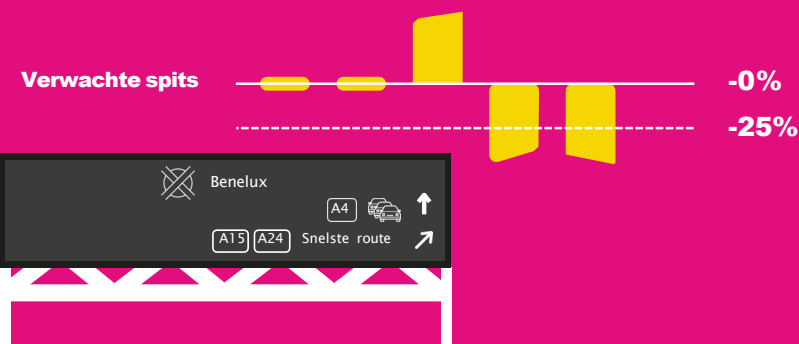 Verwachte spits
-0%
-25%
Benelux
A4
A15 A24 Snelste route